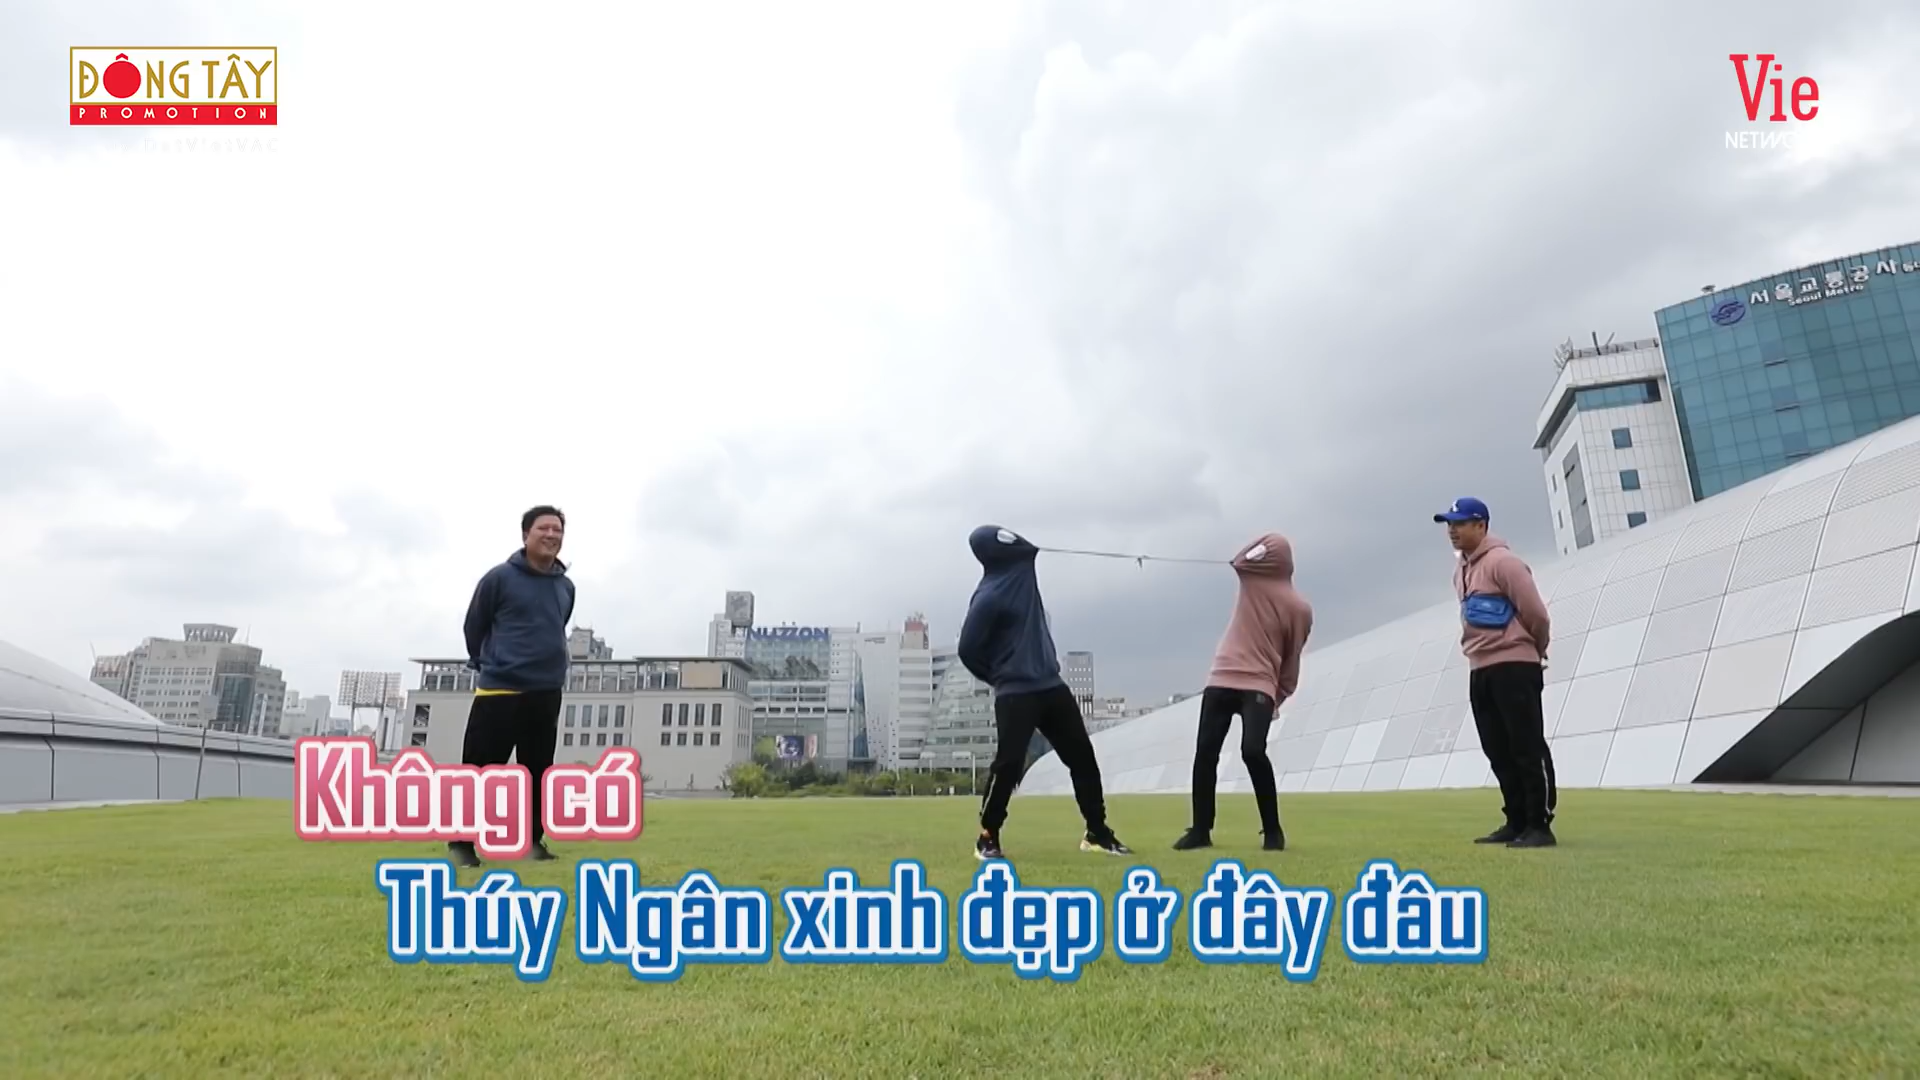 ĐÔNG TÂY
PROMOTION
Vie
NETWO
서울교통공사
Seoul Metro
NUZZON
Không có
Thúy Ngân xinh đẹp ở đây đâu